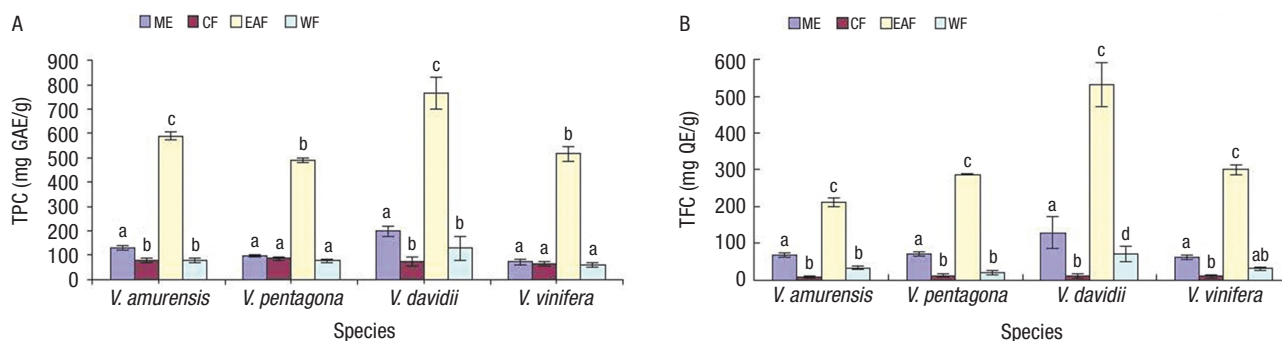 A
ME CF EAF WF
TPC (mg GAE/g)
900
800
700
600
500
400
300
200
100
0
a b c b
a a b a
a b c b
a a b a
V. amurensis V. pentagona V. davidii V. vinifera
Species
B
ME CF EAF WF
TFC (mg QE/g)
600
500
400
300
200
100
0
a b c b
a b c b
a b c d
a b c ab
V. amurensis V. pentagona V. davidii V. vinifera
Species